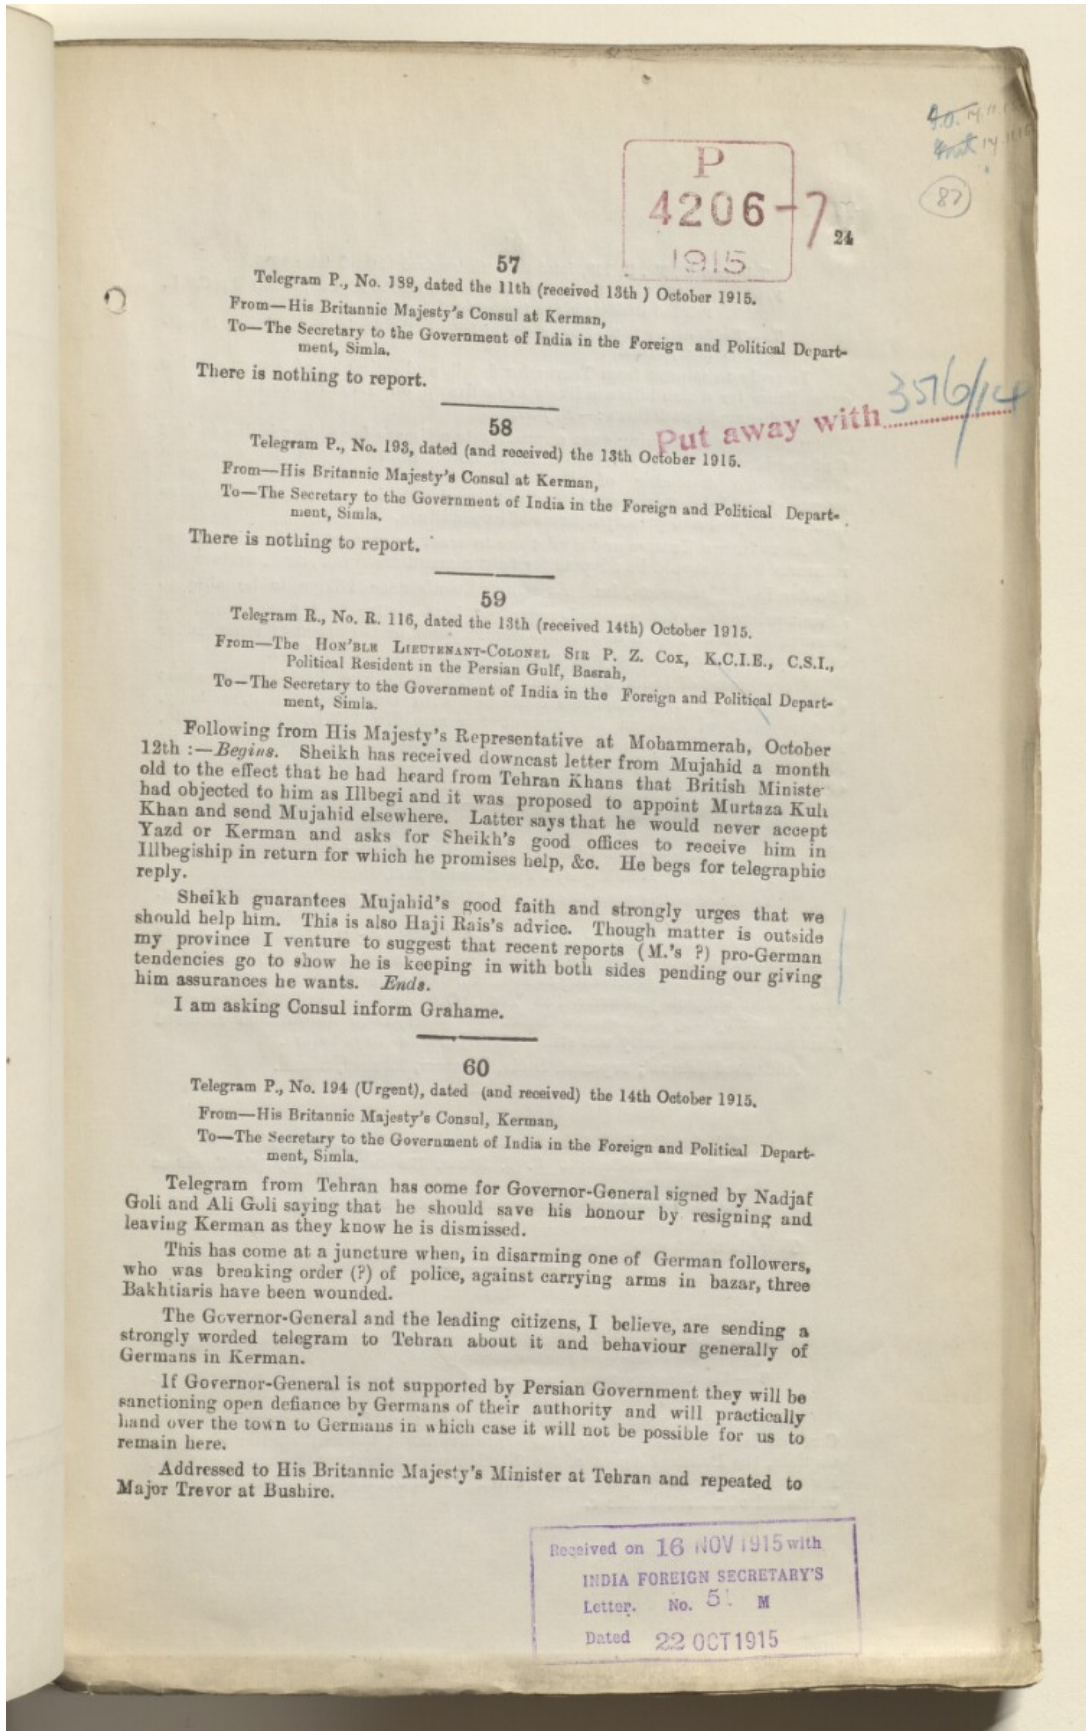 P
4206-7
1915
87
24
57
Telegram P., No. 189, dated the 11th (received 13th ) October 1915.
From—His Britannic Majesty's Consul at Kerman,
To—The Secretary to the Government of India in the Foreign and Political Depart-
ment, Simla.
There is nothing to report.
Put away with 3516/14
58
Telegram P., No. 193, dated (and received) the 13th October 1915.
From—His Britannic Majesty's Consul at Kerman,
To—The Secretary to the Government of India in the Foreign and Political Depart-
ment, Simla.
There is nothing to report.
59
Telegram R., No. R. 116, dated the 13th (received 14th) October 1915.
From—The HON'BLE LIEUTENANT-COLONEL SIR P. Z. COX, K.C.I.E., C.S.I.,
Political Resident in the Persian Gulf, Basrah,
To—The Secretary to the Government of India in the Foreign and Political Depart-
ment, Simla.
Following from His Majesty's Representative at Mohammerah, October
12th :—Begins. Sheikh has received downcast letter from Mujahid a month
old to the effect that he had heard from Tehran Khans that British Ministe
had objected to him as Illbegi and it was proposed to appoint Murtaza Kuli
Khan and send Mujahid elsewhere. Latter says that he would never accept
Yazd or Kerman and asks for Sheikh's good offices to receive him in
Illbegiship in return for which he promises help, &c. He begs for telegraphic
reply.
Sheikh guarantees Mujahid's good faith and strongly urges that we
should help him. This is also Haji Rais's advice. Though matter is outside
my province I venture to suggest that recent reports (M.'s ?) pro-German
tendencies go to show he is keeping in with both sides pending our giving
him assurances he wants. Ends.
I am asking Consul inform Grahame.
60
Telegram P., No. 194 (Urgent), dated (and received) the 14th October 1915.
From—His Britannic Majesty's Consul, Kerman,
To—The Secretary to the Government of India in the Foreign and Political Depart-
ment, Simla.
Telegram from Tehran has come for Governor-General signed by Nadjaf
Goli and Ali Goli saying that he should save his honour by resigning and
leaving Kerman as they know he is dismissed.
This has come at a juncture when, in disarming one of German followers,
who was breaking order (?) of police, against carrying arms in bazar, three
Bakhtiaris have been wounded.
The Governor-General and the leading citizens, I believe, are sending a
strongly worded telegram to Tehran about it and behaviour generally of
Germans in Kerman.
If Governor-General is not supported by Persian Government they will be
sanctioning open defiance by Germans of their authority and will practically
hand over the town to Germans in which case it will not be possible for us to
remain here.
Addressed to His Britannic Majesty's Minister at Tehran and repeated to
Major Trevor at Bushire.
Received on 16 NOV 1915 with
INDIA FOREIGN SECRETARY'S
Letter. No. 5 M
Dated 22 OCT 1915